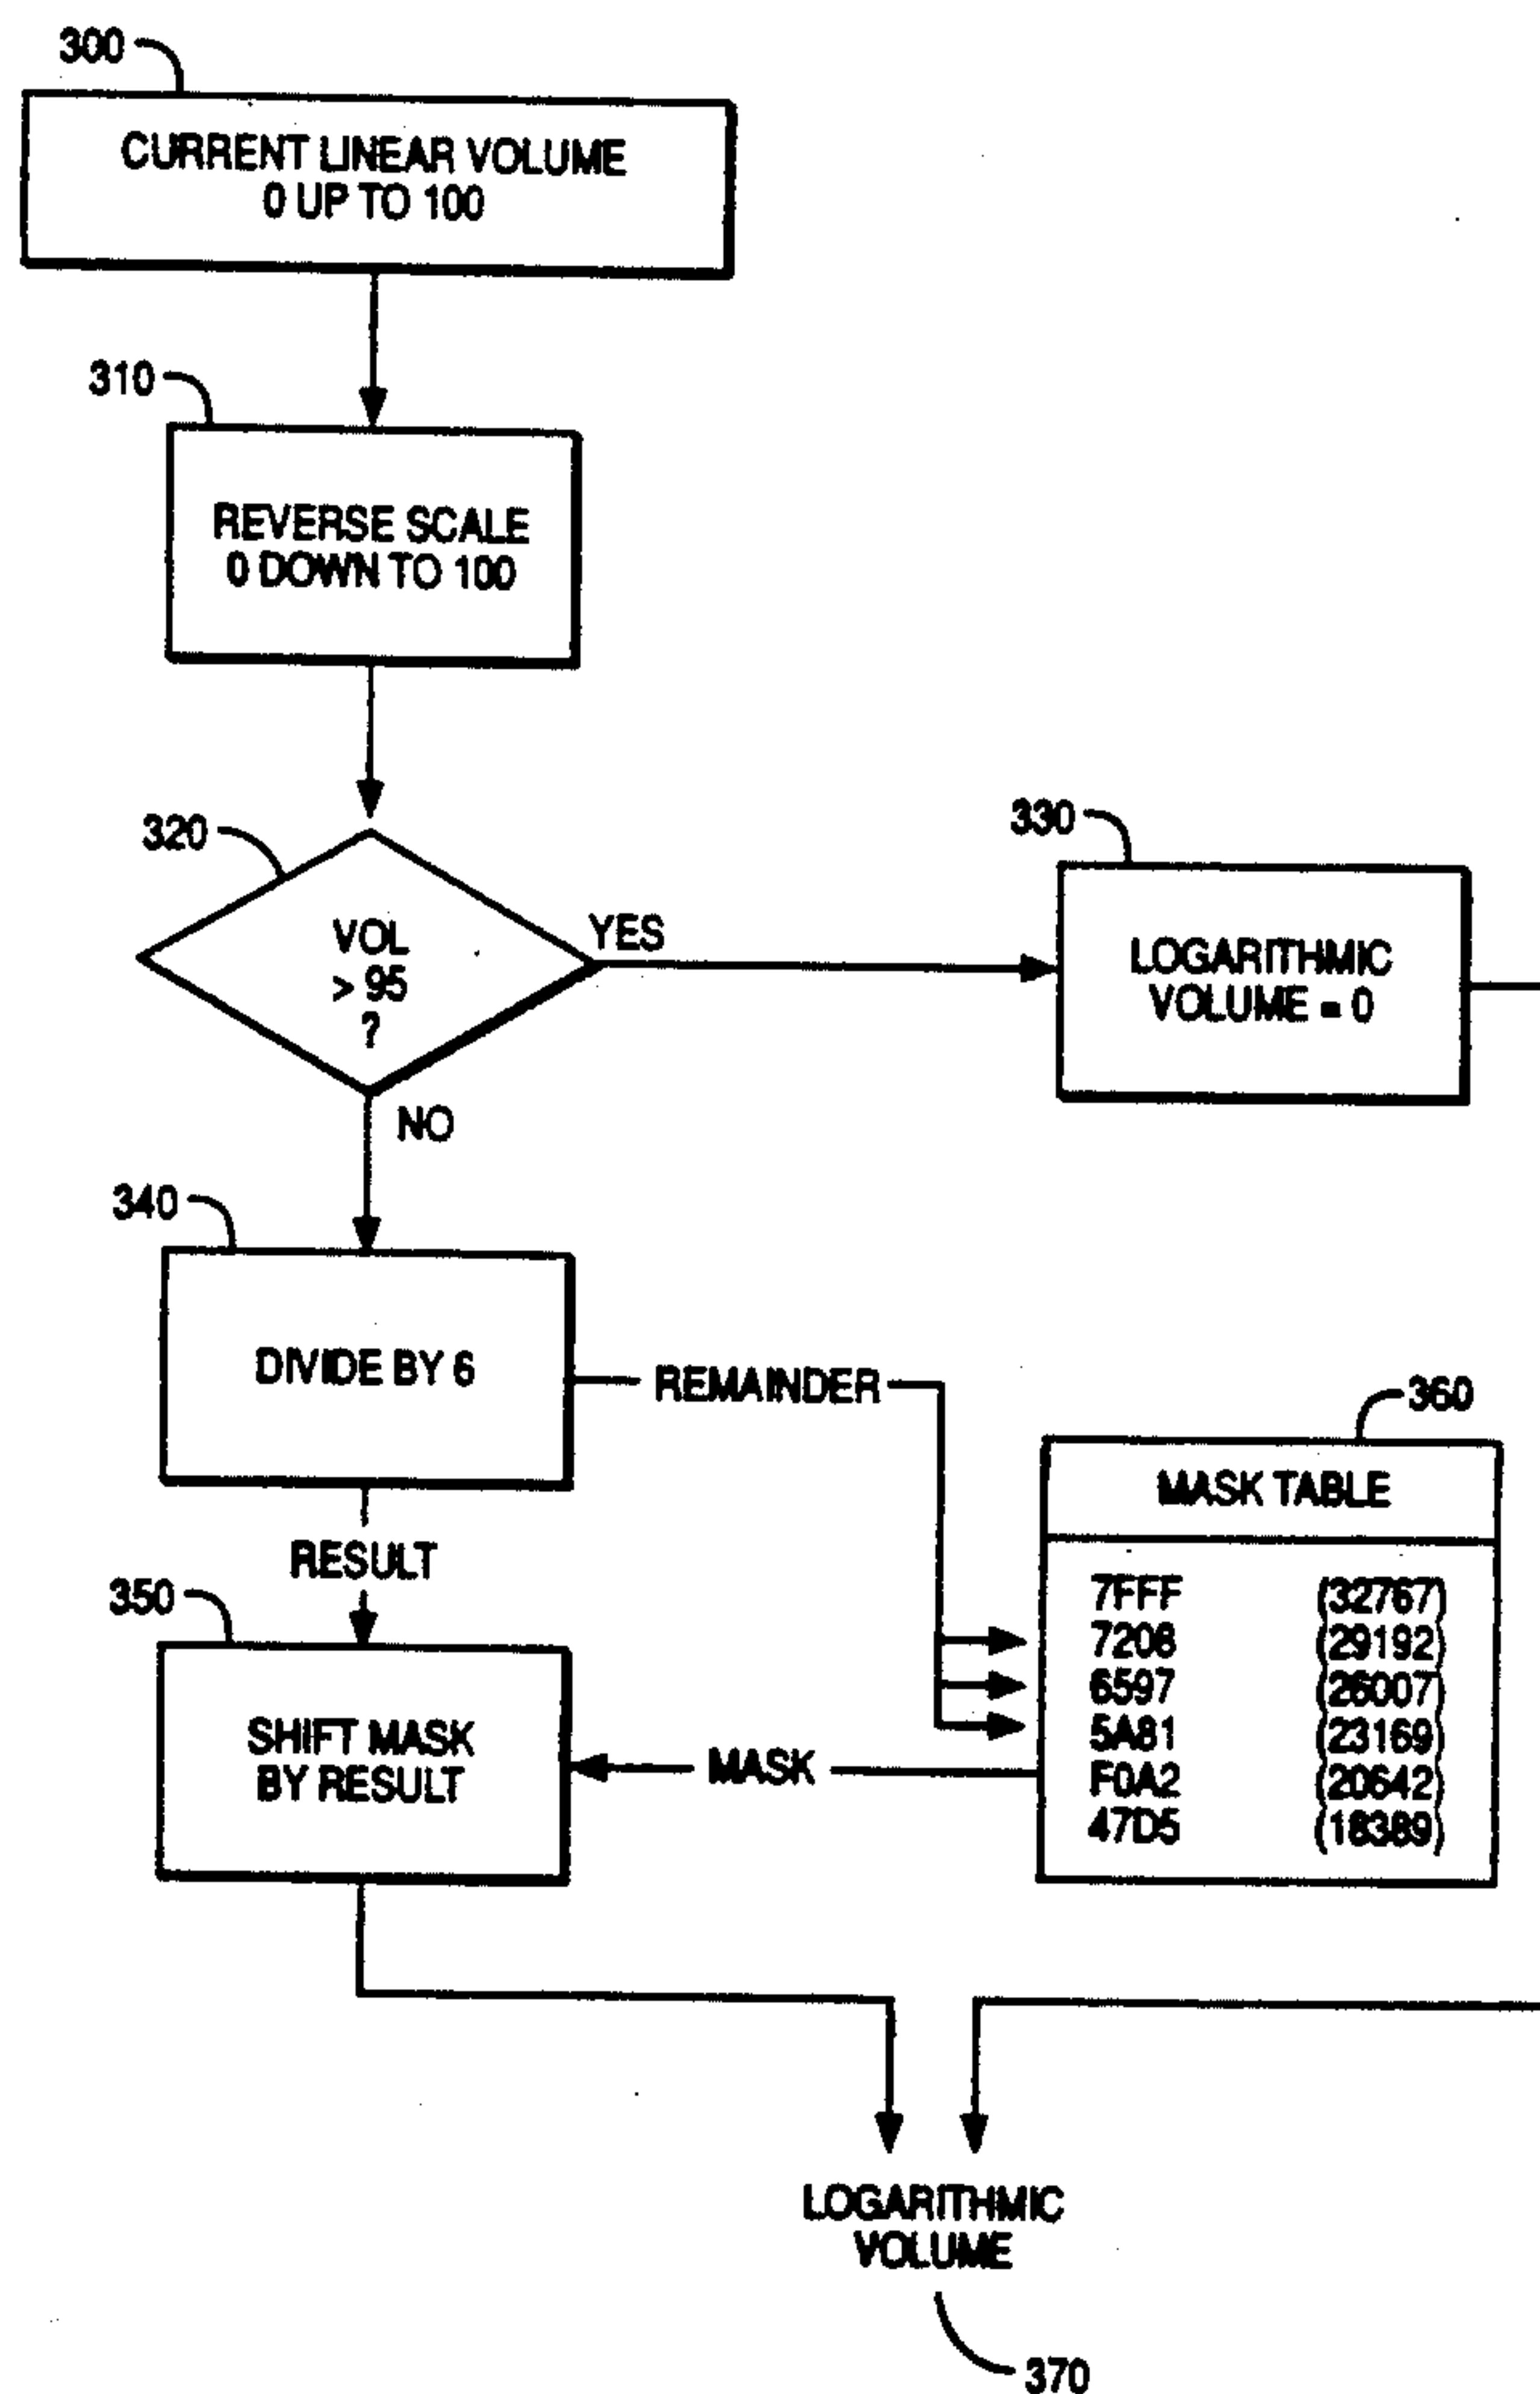 300
CURRENT LINEAR VOLUME
0 UP TO 100
310
REVERSE SCALE
0 DOWN TO 100
320
VOL
> 95
?
YES
330
LOGARITHMIC
VOLUME = 0
NO
340
DIVIDE BY 6
REMAINDER
360
MASK TABLE
RESULT
350
7FFF (32767)
7208 (29192)
6597 (26007)
5A81 (23169)
F0A2 (20642)
47D5 (18389)
SHIFT MASK
BY RESULT
MASK
LOGARITHMIC
VOLUME
370